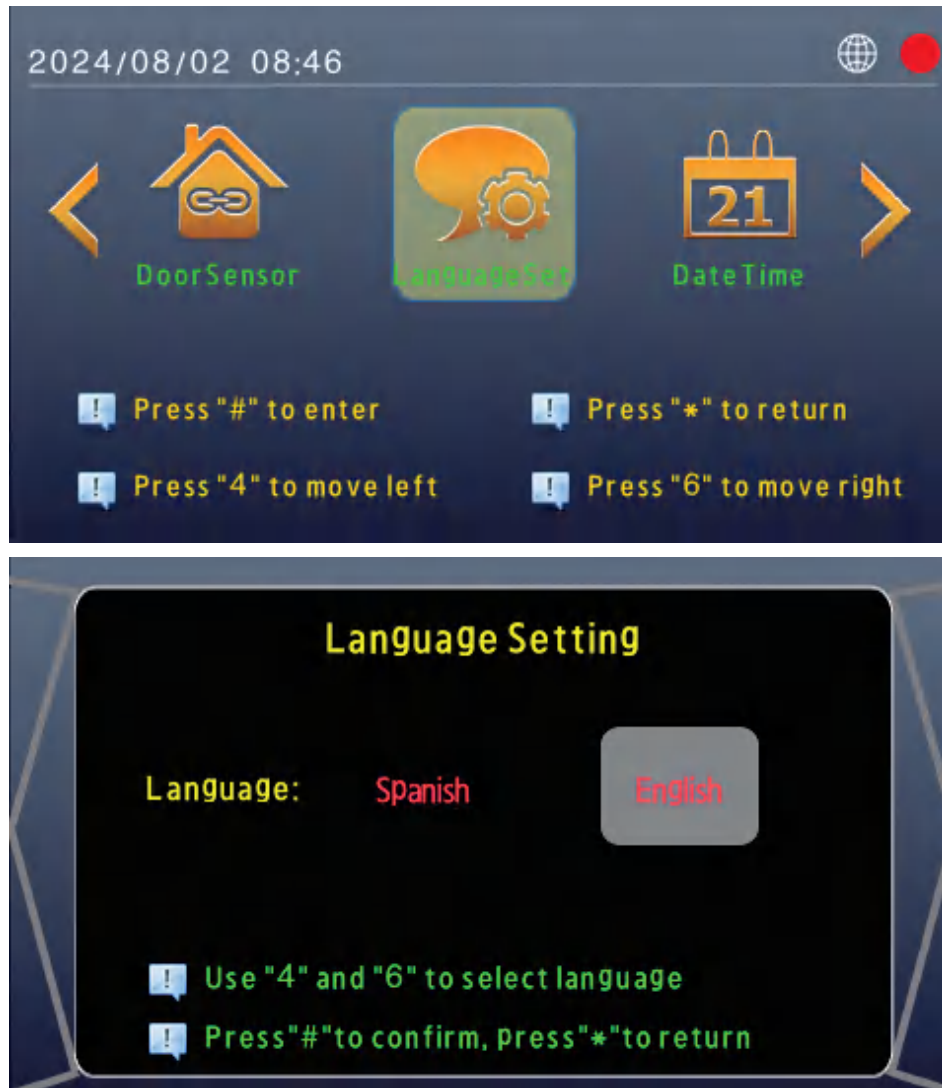 2024/08/02 08:46
21
DoorSensor LanguageSet DateTime
Press "#" to enter Press "*" to return
Press "4" to move left Press "6" to move right
Language Setting
Language: Spanish English
Use "4" and "6" to select language
Press"#"to confirm, press"*"to return